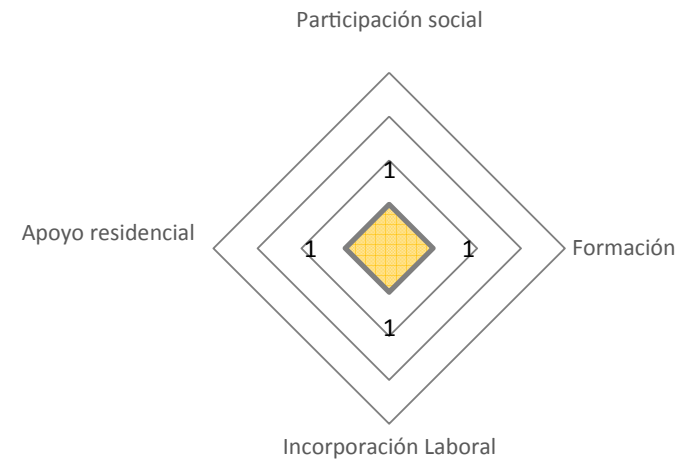 Participación social
1
Apoyo residencial
1
1
Formación
1
Incorporación Laboral